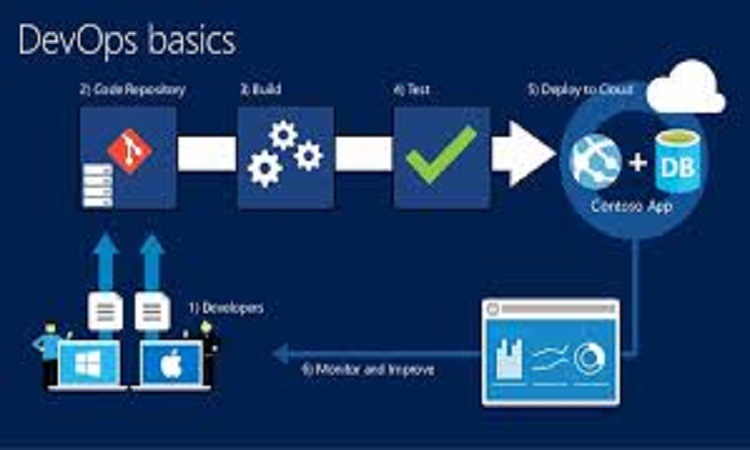 DevOps basics
2) Code Repository
3) Build
4) Test
5) Deploy to Cloud
DB
Contoso App
1) Developers
6) Monitor and Improve